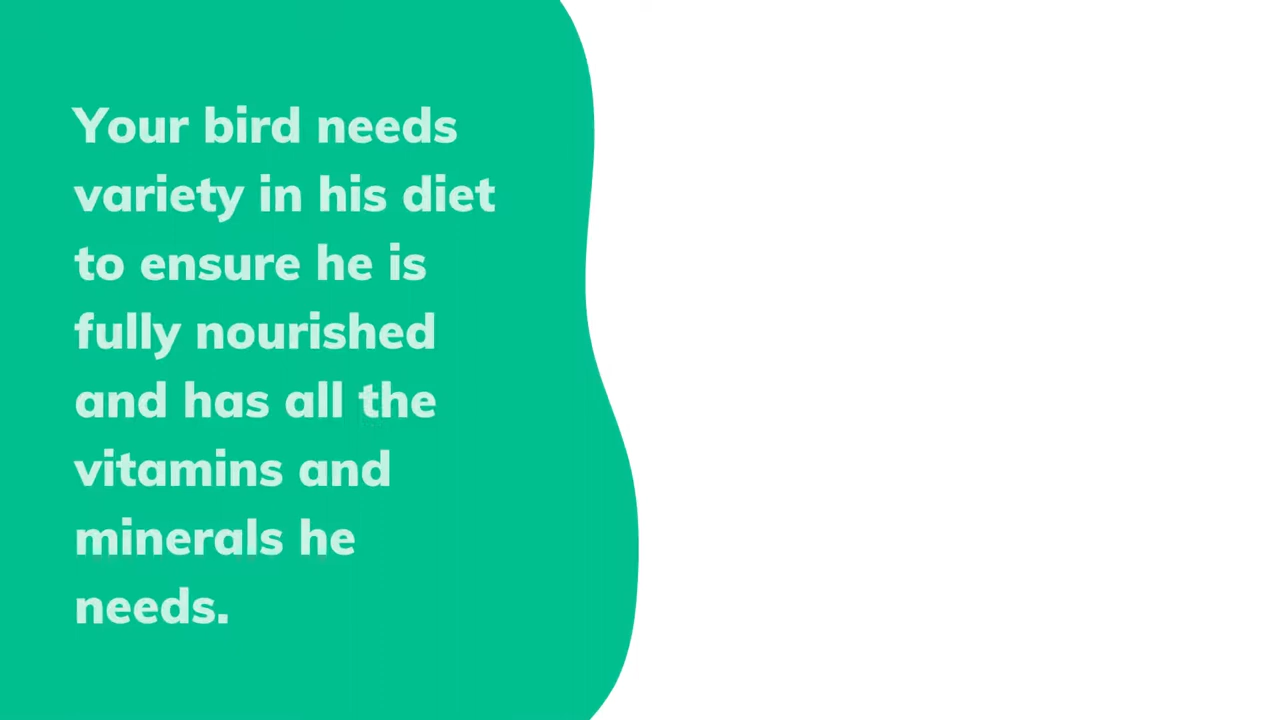 Your bird needs
variety in his diet
to ensure he is
fully nourished
and has all the
vitamins and
minerals he
needs.